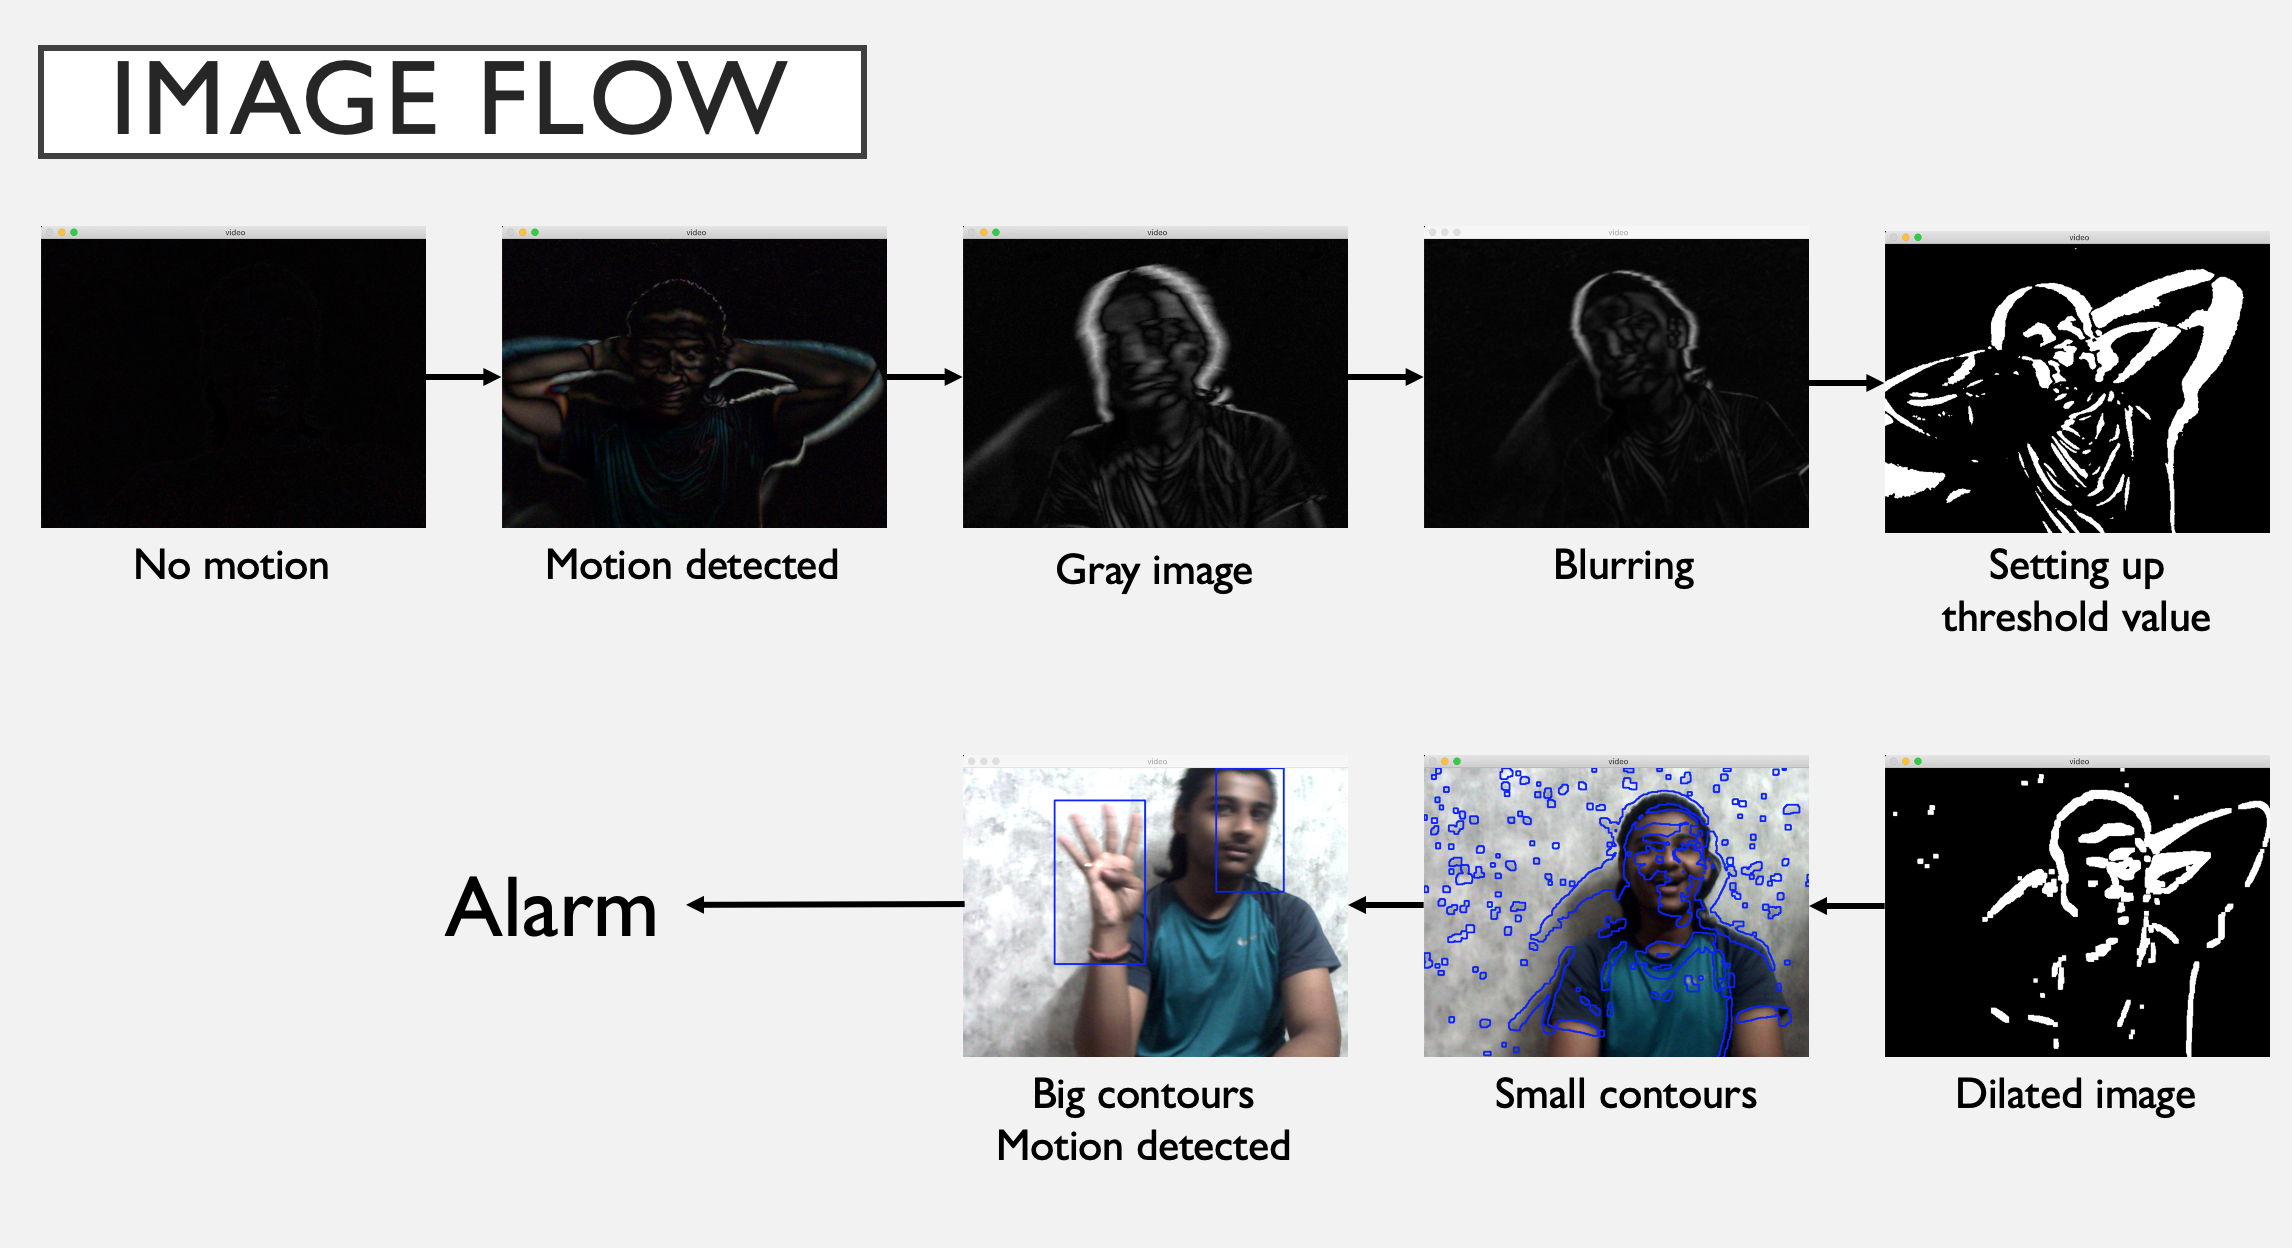 IMAGE FLOW
video
video
video
video
video
No motion
Motion detected
Gray image
Blurring
Setting up
threshold value
video
video
video
Alarm
Big contours
Motion detected
Small contours
Dilated image